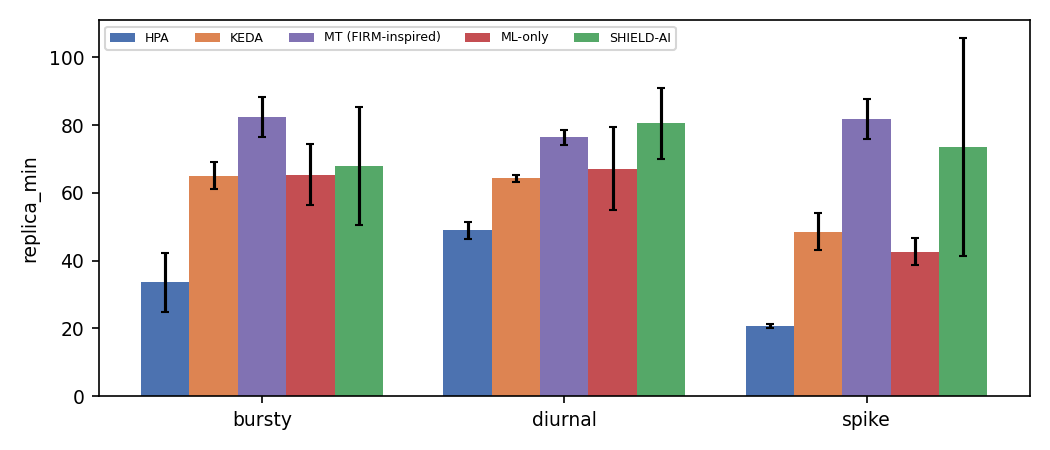 HPA KEDA MT (FIRM-inspired) ML-only SHIELD-AI
100
80
60
40
20
0
replica_min
bursty diurnal spike